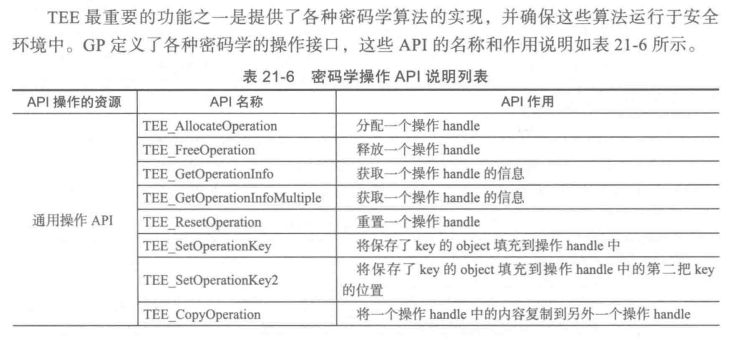 TEE 最重要的功能之一是提供了各种密码学算法的实现，并确保这些算法运行于安全
环境中。GP 定义了各种密码学的操作接口，这些 API 的名称和作用说明如表 21-6 所示。
表 21-6 密码学操作 API 说明列表
API 操作的资源 API 名称 API 作用
TEE_AllocateOperation 分配一个操作 handle
TEE_FreeOperation 释放一个操作 handle
TEE_GetOperationInfo 获取一个操作 handle 的信息
TEE_GetOperationInfoMultiple 获取一个操作 handle 的信息
通用操作 API TEE_ResetOperation 重置一个操作 handle
TEE_SetOperationKey 将保存了 key 的 object 填充到操作 handle 中
TEE_SetOperationKey2 将保存了 key 的 object 填充到操作 handle 中的第二把 key
的位置
TEE_CopyOperation 将一个操作 handle 中的内容复制到另外一个操作 handle